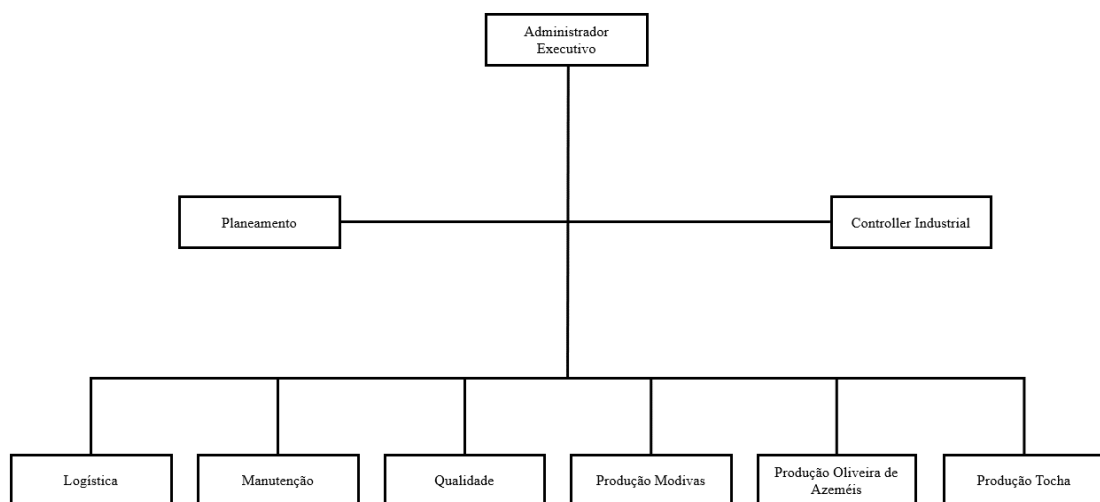 Administrador
Executivo
Planeamento
Controller Industrial
Logística
Manutenção
Qualidade
Produção Modivas
Produção Oliveira de
Azeméis
Produção Tocha